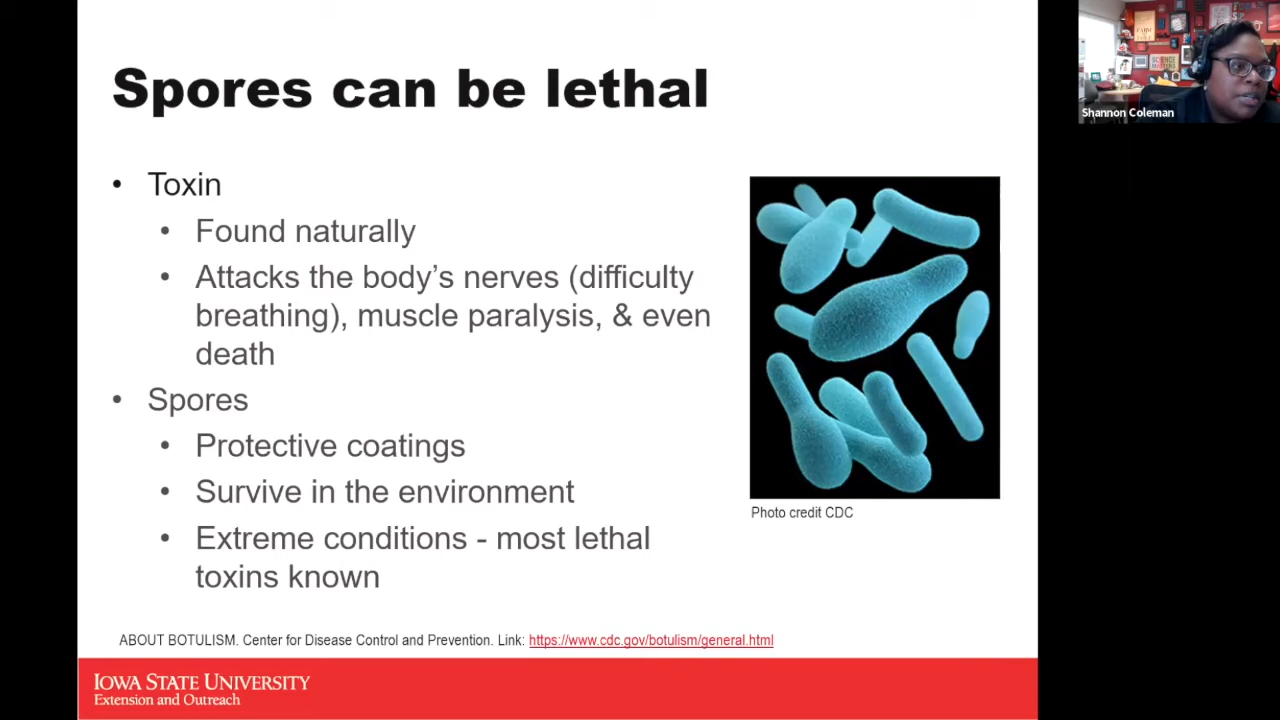 Spores can be lethal
• Toxin
• Found naturally
• Attacks the body’s nerves (difficulty
breathing), muscle paralysis, & even
death
• Spores
• Protective coatings
• Survive in the environment
• Extreme conditions - most lethal
toxins known
Photo credit CDC
ABOUT BOTULISM. Center for Disease Control and Prevention. Link: https://www.cdc.gov/botulism/general.html
IOWA STATE UNIVERSITY
Extension and Outreach
SCIENCE
MATTERS
Shannon Coleman